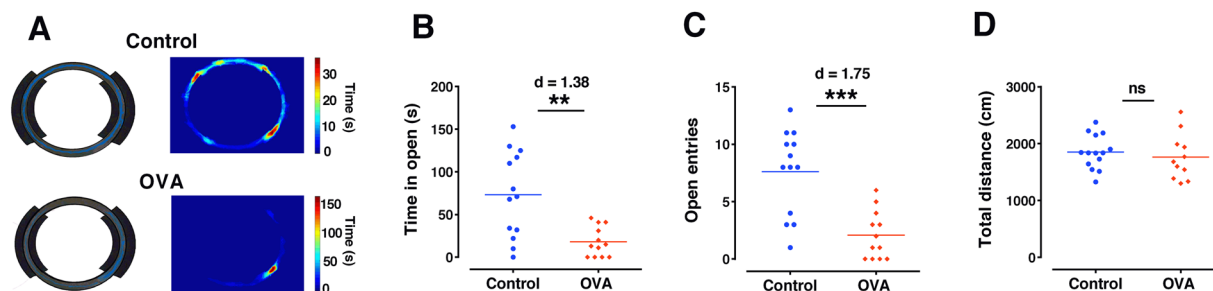 A
Control
30
20
10
0
Time (s)
OVA
150
100
50
0
Time (s)
B
d = 1.38
**
200
150
100
50
0
Time in open (s)
Control OVA
C
d = 1.75
***
15
10
5
0
Open entries
Control OVA
D
ns
3000
2000
1000
0
Total distance (cm)
Control OVA